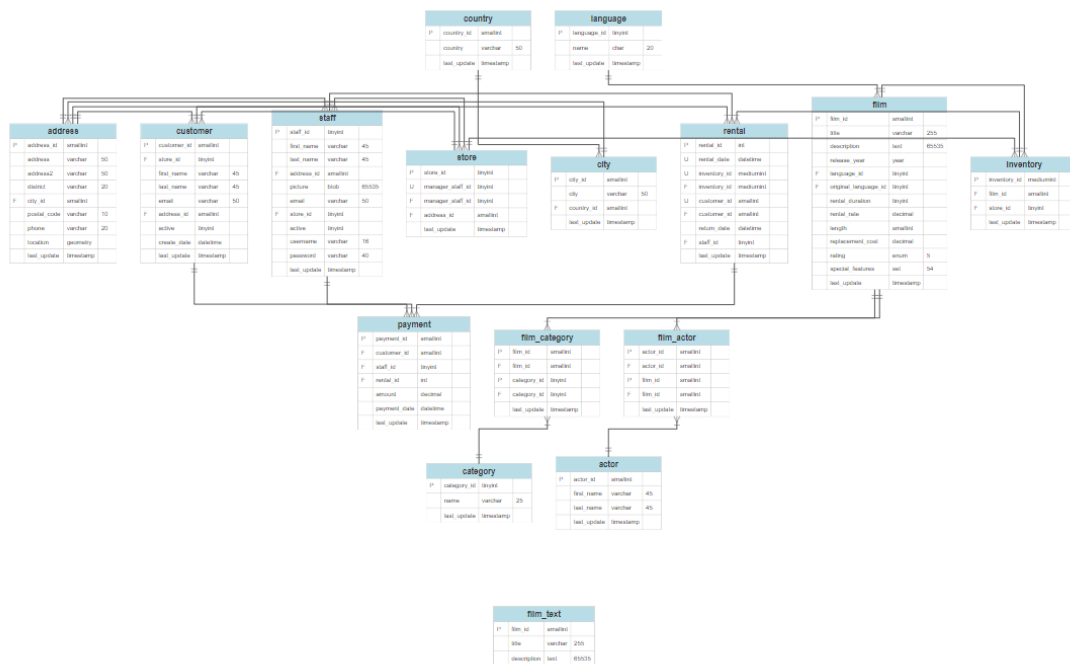 country
P country_id smallint
country varchar 50
last_update timestamp
language
P language_id tinyint
name char 20
last_update timestamp
address
P address_id smallint
address varchar 50
address2 varchar 50
district varchar 20
F city_id smallint
postal_code varchar 10
phone varchar 20
location geometry
last_update timestamp
customer
P customer_id smallint
F store_id tinyint
first_name varchar 45
last_name varchar 45
email varchar 50
F address_id smallint
active tinyint
create_date datetime
last_update timestamp
staff
P staff_id tinyint
first_name varchar 45
last_name varchar 45
F address_id smallint
picture blob 65535
email varchar 50
F store_id tinyint
active tinyint
username varchar 16
password varchar 40
last_update timestamp
store
P store_id tinyint
U manager_staff_id tinyint
F manager_staff_id tinyint
F address_id smallint
last_update timestamp
city
P city_id smallint
city varchar 50
F country_id smallint
last_update timestamp
rental
P rental_id int
U rental_date datetime
U inventory_id mediumint
F inventory_id mediumint
U customer_id smallint
F customer_id smallint
return_date datetime
F staff_id tinyint
last_update timestamp
film
P film_id smallint
title varchar 255
description text 65535
release_year year
F language_id tinyint
F original_language_id tinyint
rental_duration tinyint
rental_rate decimal
length smallint
replacement_cost decimal
rating enum 5
special_features set 54
last_update timestamp
inventory
P inventory_id mediumint
F film_id smallint
F store_id tinyint
last_update timestamp
payment
P payment_id smallint
F customer_id smallint
F staff_id tinyint
F rental_id int
amount decimal
payment_date datetime
last_update timestamp
film_category
P film_id smallint
F film_id smallint
P category_id tinyint
F category_id tinyint
last_update timestamp
film_actor
P actor_id smallint
F actor_id smallint
P film_id smallint
F film_id smallint
last_update timestamp
category
P category_id tinyint
name varchar 25
last_update timestamp
actor
P actor_id smallint
first_name varchar 45
last_name varchar 45
last_update timestamp
film_text
P film_id smallint
title varchar 255
description text 65535